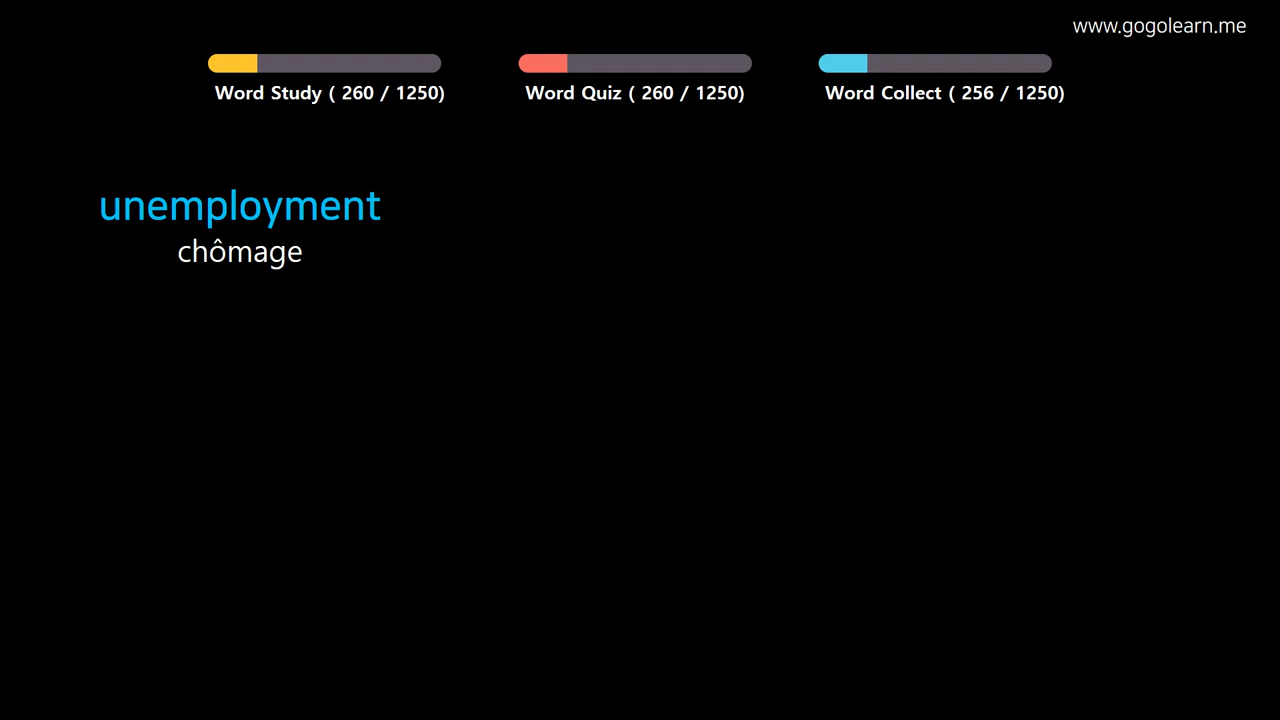 www.gogolearn.me
Word Study ( 260 / 1250)
Word Quiz ( 260 / 1250)
Word Collect ( 256 / 1250)
unemployment
chômage